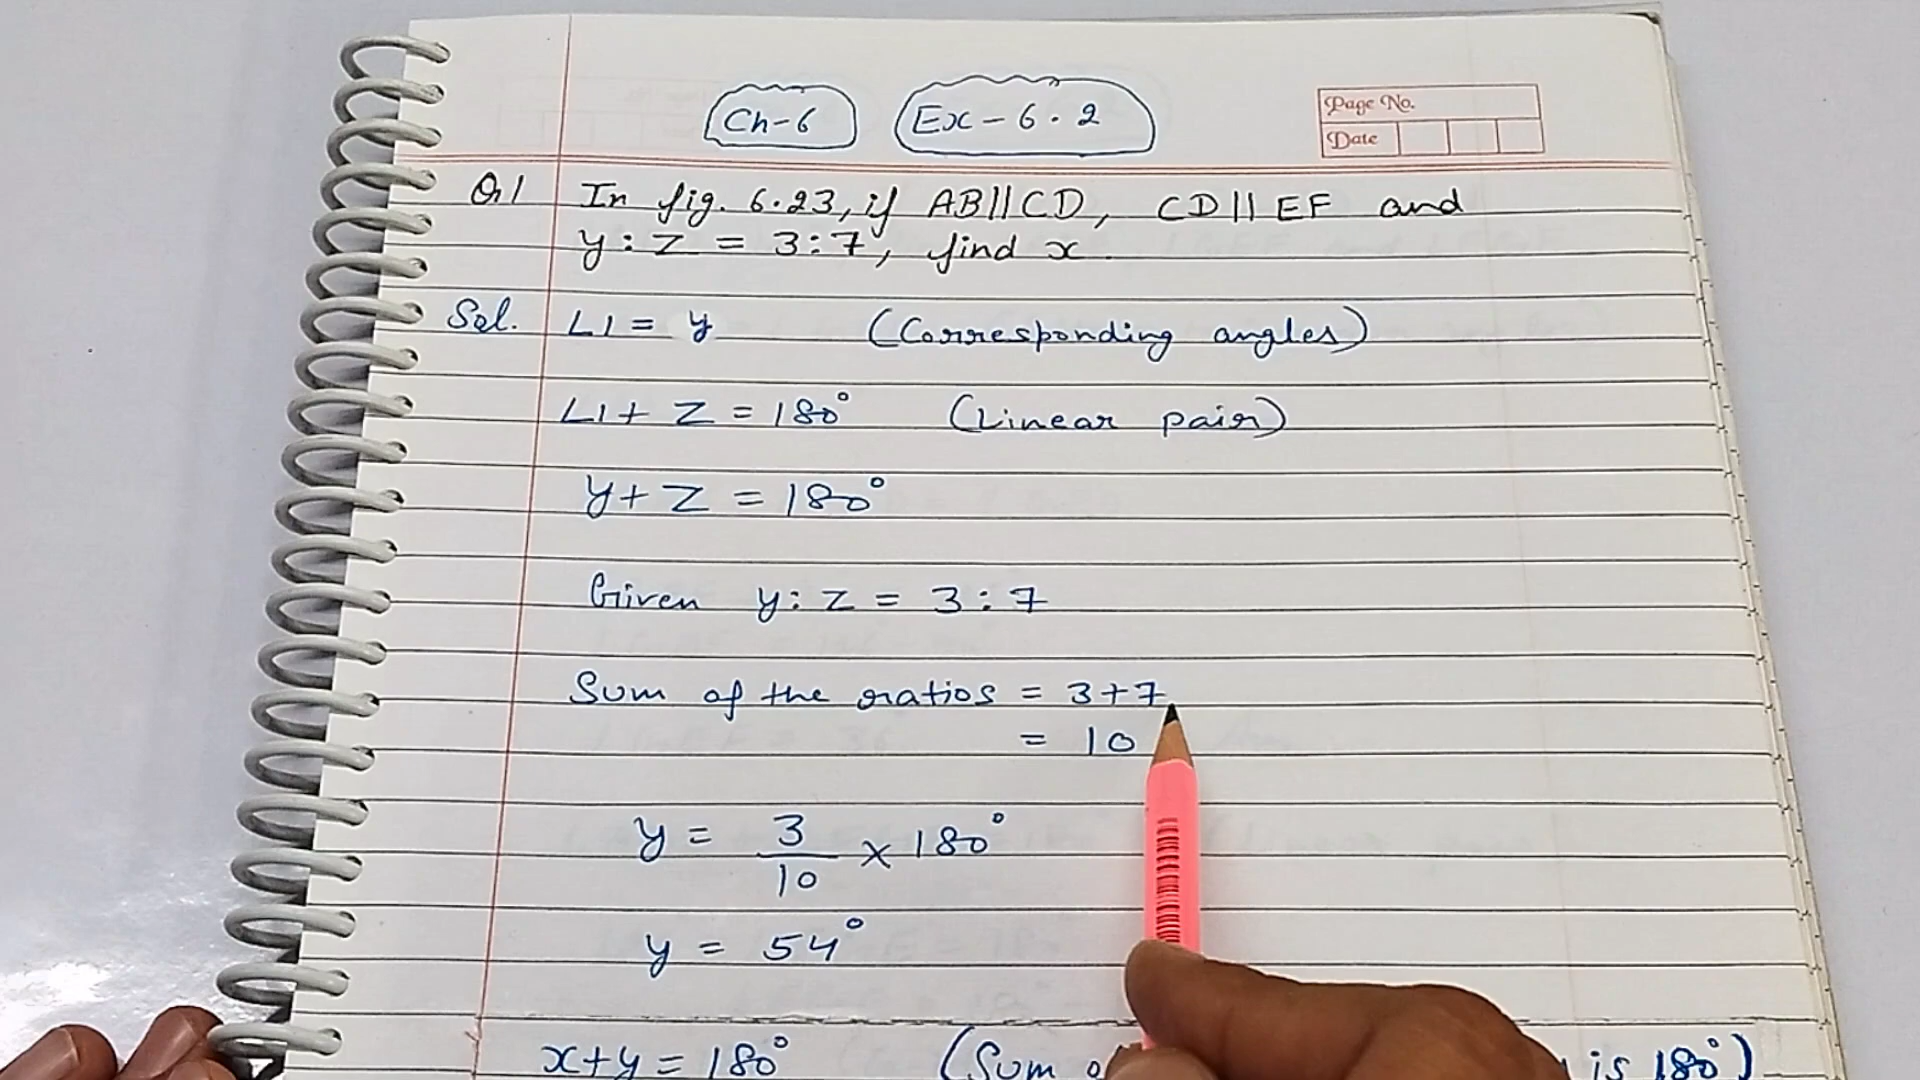 Ch-6 Ex-6.2
Page No.
Date
Q1 In fig. 6.23, if AB||CD, CD||EF and
y:z = 3:7, find x.
Sol. ∠1 = y (Corresponding angles)
∠1+ z = 180° (Linear pair)
y+z = 180°
Given y:z = 3:7
Sum of the ratios = 3+7
= 10
y = 3/10 × 180°
y = 54°
x+y = 180° (Sum is 180°)